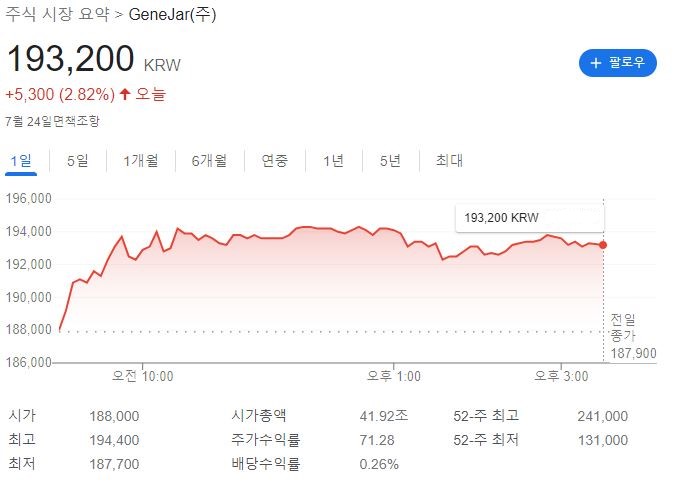 주식 시장 요약 > GeneJar(주)
193,200 KRW
+ 팔로우
+5,300 (2.82%) ↑ 오늘
7월 24일면책조항
1일 5일 1개월 6개월 연중 1년 5년 최대
196,000
194,000
192,000
190,000
188,000
186,000
193,200 KRW
전일
종가
187,900
오전 10:00 오후 1:00 오후 3:00
시가 188,000 시가총액 41.92조 52-주 최고 241,000
최고 194,400 주가수익률 71.28 52-주 최저 131,000
최저 187,700 배당수익률 0.26%